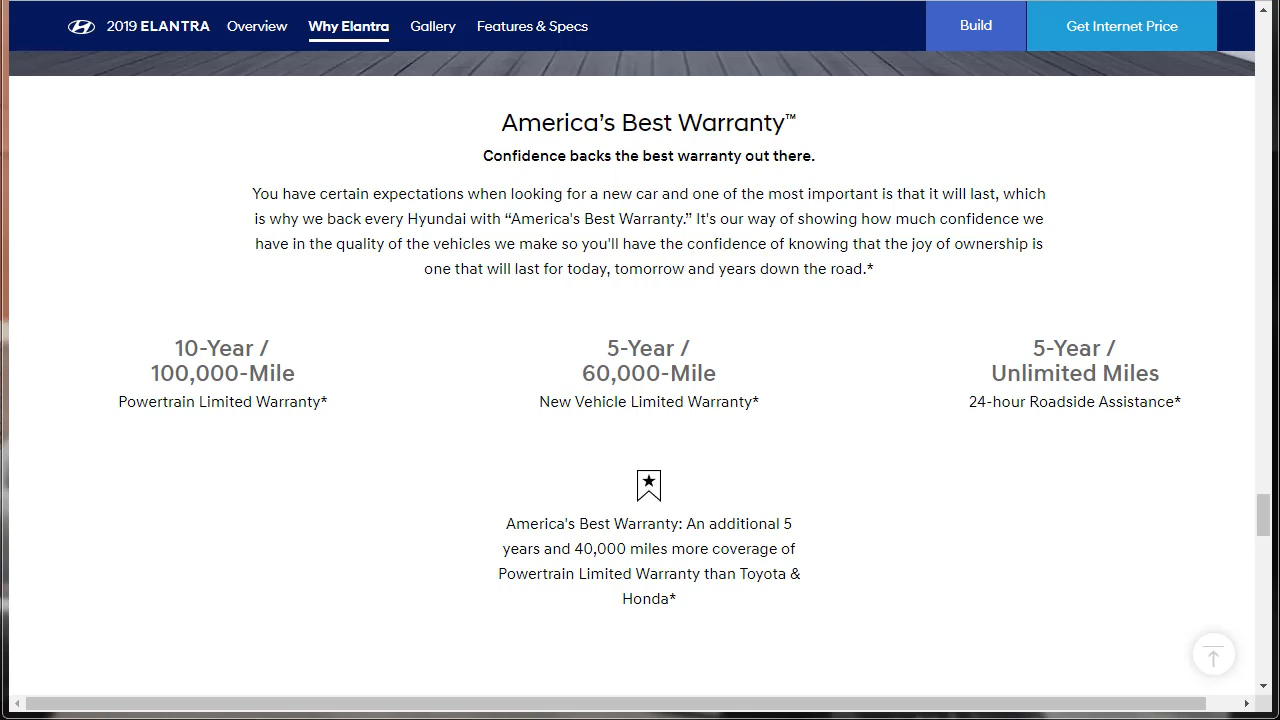 2019 ELANTRA Overview Why Elantra Gallery Features & Specs Build Get Internet Price
America’s Best Warranty™
Confidence backs the best warranty out there.
You have certain expectations when looking for a new car and one of the most important is that it will last, which
is why we back every Hyundai with “America's Best Warranty.” It's our way of showing how much confidence we
have in the quality of the vehicles we make so you'll have the confidence of knowing that the joy of ownership is
one that will last for today, tomorrow and years down the road.*
10-Year /
100,000-Mile
Powertrain Limited Warranty*
5-Year /
60,000-Mile
New Vehicle Limited Warranty*
5-Year /
Unlimited Miles
24-hour Roadside Assistance*
America's Best Warranty: An additional 5
years and 40,000 miles more coverage of
Powertrain Limited Warranty than Toyota &
Honda*